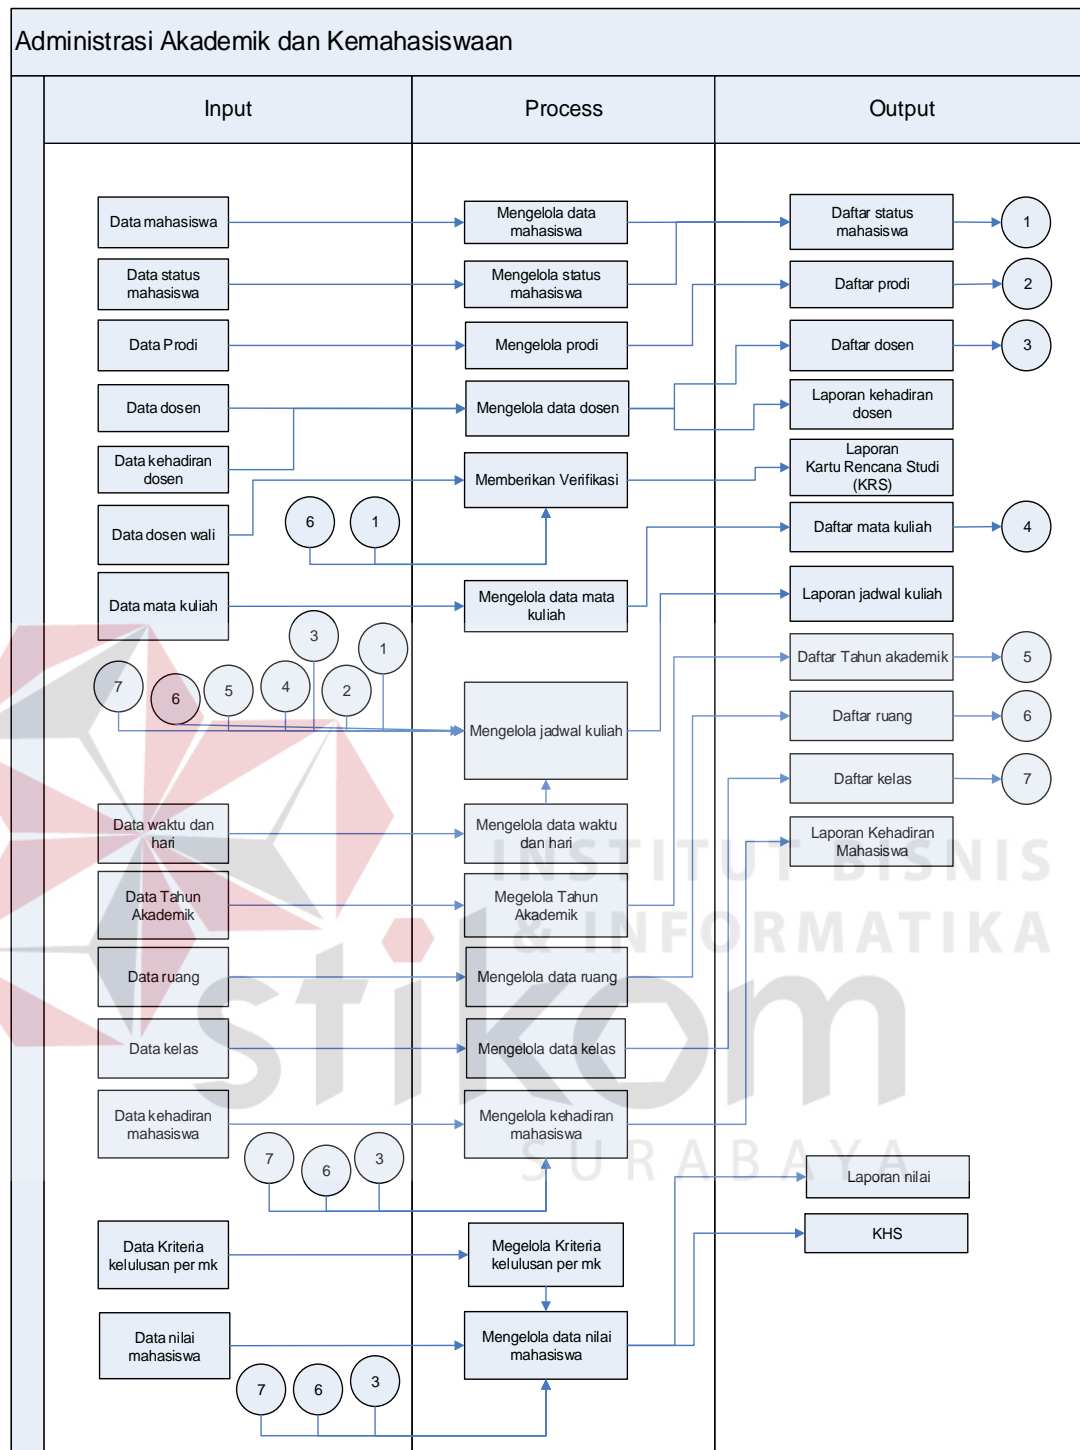 Administrasi Akademik dan Kemahasiswaan
Input
Process
Output
Data mahasiswa
Mengelola data
mahasiswa
Daftar status
mahasiswa
1
Data status
mahasiswa
Mengelola status
mahasiswa
Daftar prodi
2
Data Prodi
Mengelola prodi
Daftar dosen
3
Data dosen
Mengelola data dosen
Laporan kehadiran
dosen
Data kehadiran
dosen
Memberikan Verifikasi
Laporan
Kartu Rencana Studi
(KRS)
Data dosen wali
6
1
Daftar mata kuliah
4
Data mata kuliah
Mengelola data mata
kuliah
Laporan jadwal kuliah
3
1
7
6
5
4
2
Mengelola jadwal kuliah
Daftar Tahun akademik
5
Daftar ruang
6
Daftar kelas
7
Data waktu dan
hari
Mengelola data waktu
dan hari
Laporan Kehadiran
Mahasiswa
INSTITUT BISNIS
& INFORMATIKA
Data Tahun
Akademik
Megelola Tahun
Akademik
Data ruang
Mengelola data ruang
stikom
Data kelas
Mengelola data kelas
Data kehadiran
mahasiswa
Mengelola kehadiran
mahasiswa
SURABAYA
7
6
3
Laporan nilai
Data Kriteria
kelulusan per mk
Megelola Kriteria
kelulusan per mk
KHS
Data nilai
mahasiswa
Mengelola data nilai
mahasiswa
7
6
3